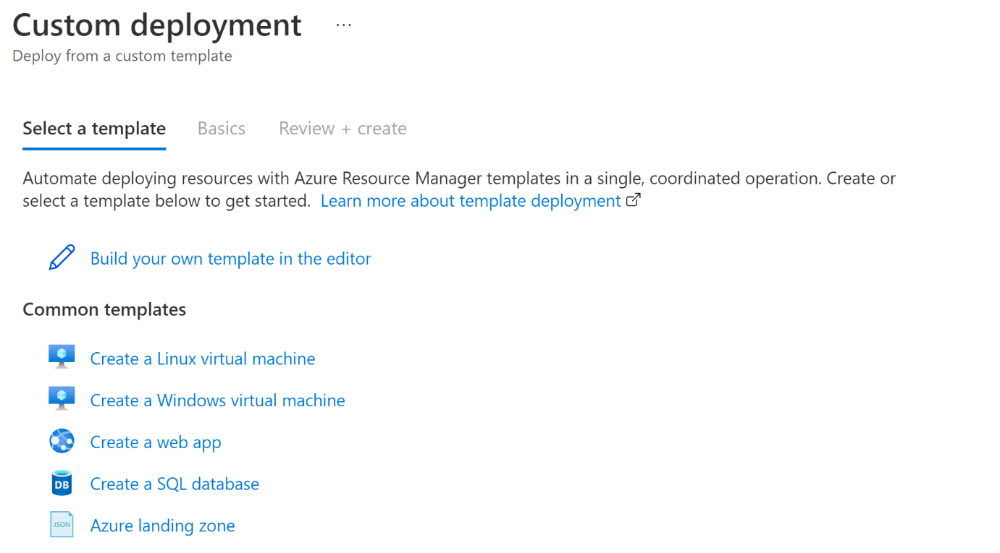 Custom deployment ...
Deploy from a custom template
Select a template Basics Review + create
Automate deploying resources with Azure Resource Manager templates in a single, coordinated operation. Create or
select a template below to get started. Learn more about template deployment
Build your own template in the editor
Common templates
Create a Linux virtual machine
Create a Windows virtual machine
Create a web app
DB Create a SQL database
JSON Azure landing zone